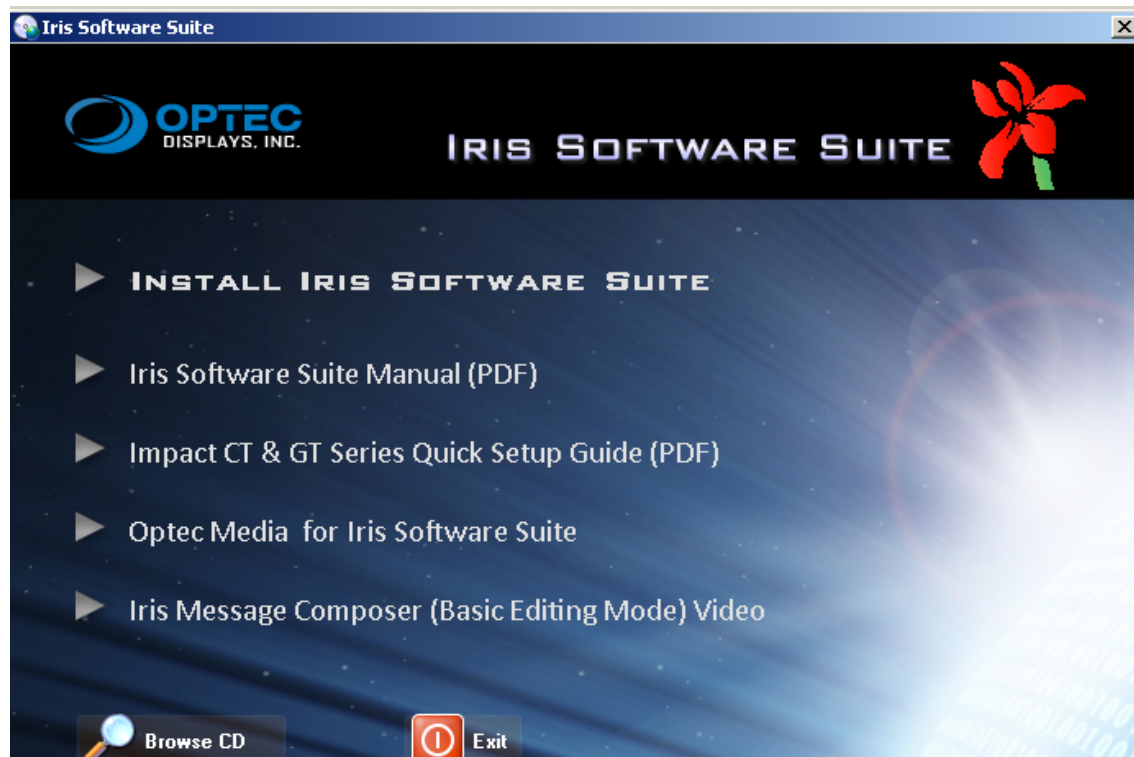 Iris Software Suite
OPTEC
DISPLAYS, INC.
IRIS SOFTWARE SUITE
INSTALL IRIS SOFTWARE SUITE
Iris Software Suite Manual (PDF)
Impact CT & GT Series Quick Setup Guide (PDF)
Optec Media  for Iris Software Suite
Iris Message Composer (Basic Editing Mode) Video
Browse CD
Exit